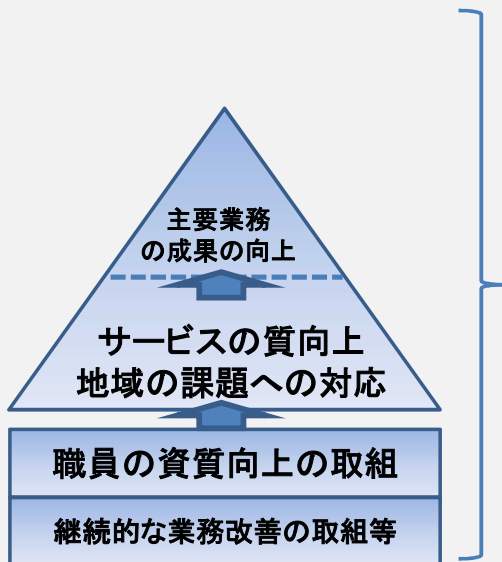 主要業務
の成果の向上
サービスの質向上
地域の課題への対応
職員の資質向上の取組
継続的な業務改善の取組等